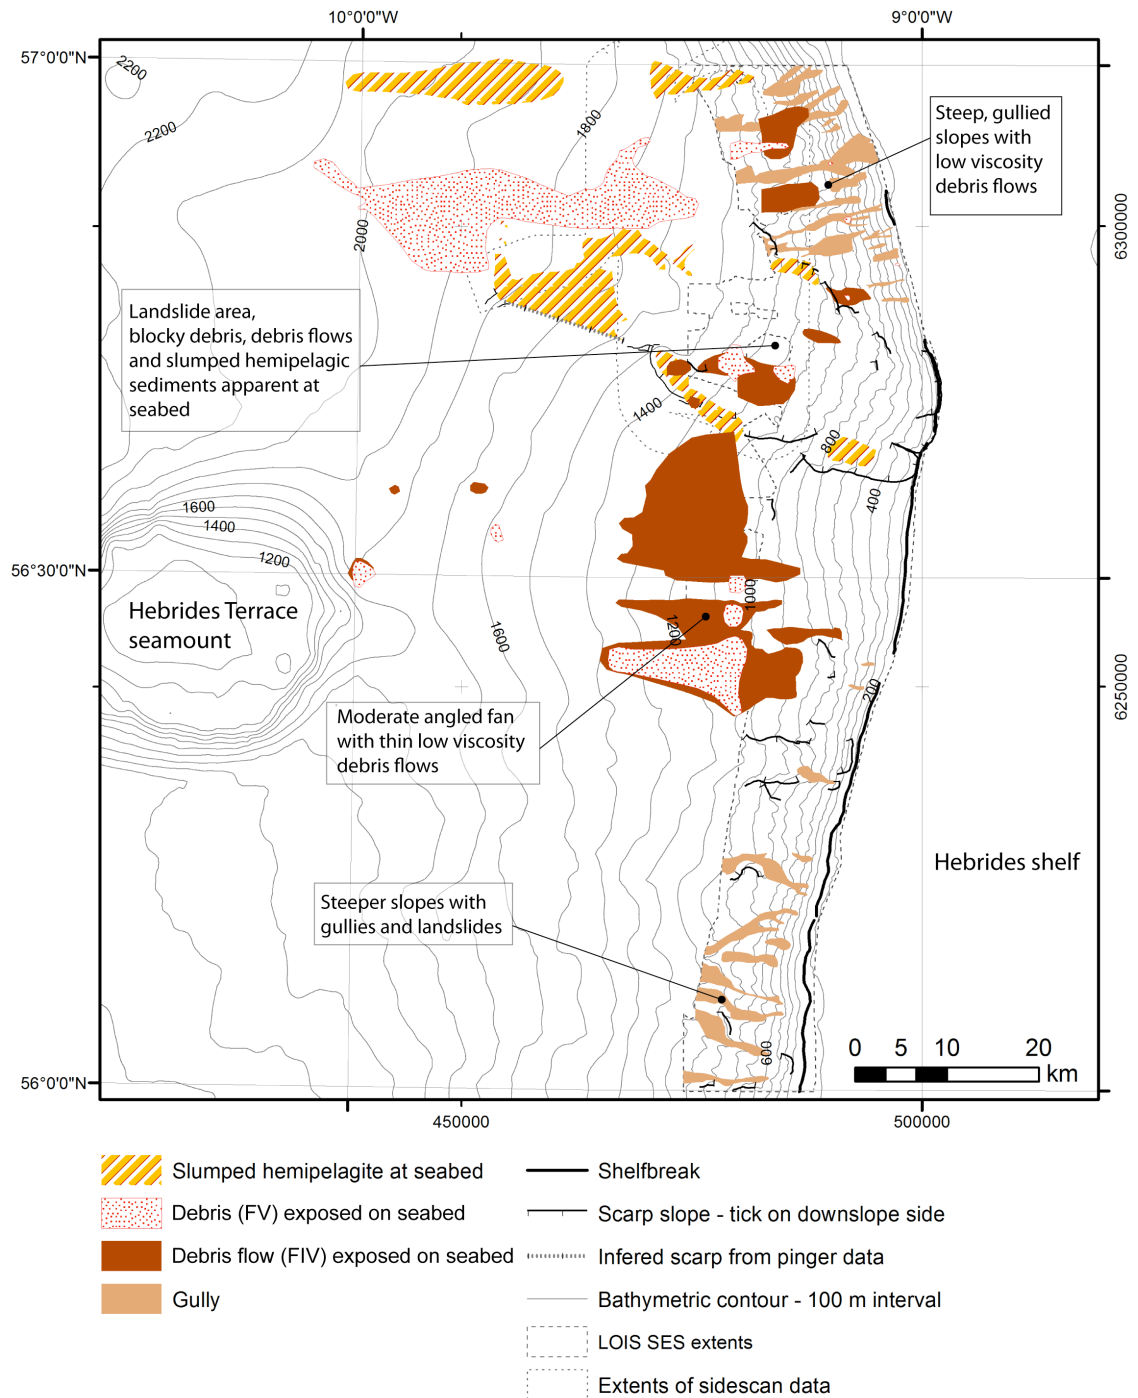 10°0'0"W
9°0'0"W
57°0'0"N
2200
2200
1800
2000
Steep, gullied
slopes with
low viscosity
debris flows
6300000
Landslide area,
blocky debris, debris flows
and slumped hemipelagic
sediments apparent at
seabed
1400
800
400
1600
1400
1200
56°30'0"N
Hebrides Terrace
seamount
1000
1200
1600
200
6250000
Moderate angled fan
with thin low viscosity
debris flows
Hebrides shelf
Steeper slopes with
gullies and landslides
600
0 5 10 20
km
56°0'0"N
450000
500000
Slumped hemipelagite at seabed
Debris (FV) exposed on seabed
Debris flow (FIV) exposed on seabed
Gully
Shelfbreak
Scarp slope - tick on downslope side
Infered scarp from pinger data
Bathymetric contour - 100 m interval
LOIS SES extents
Extents of sidescan data